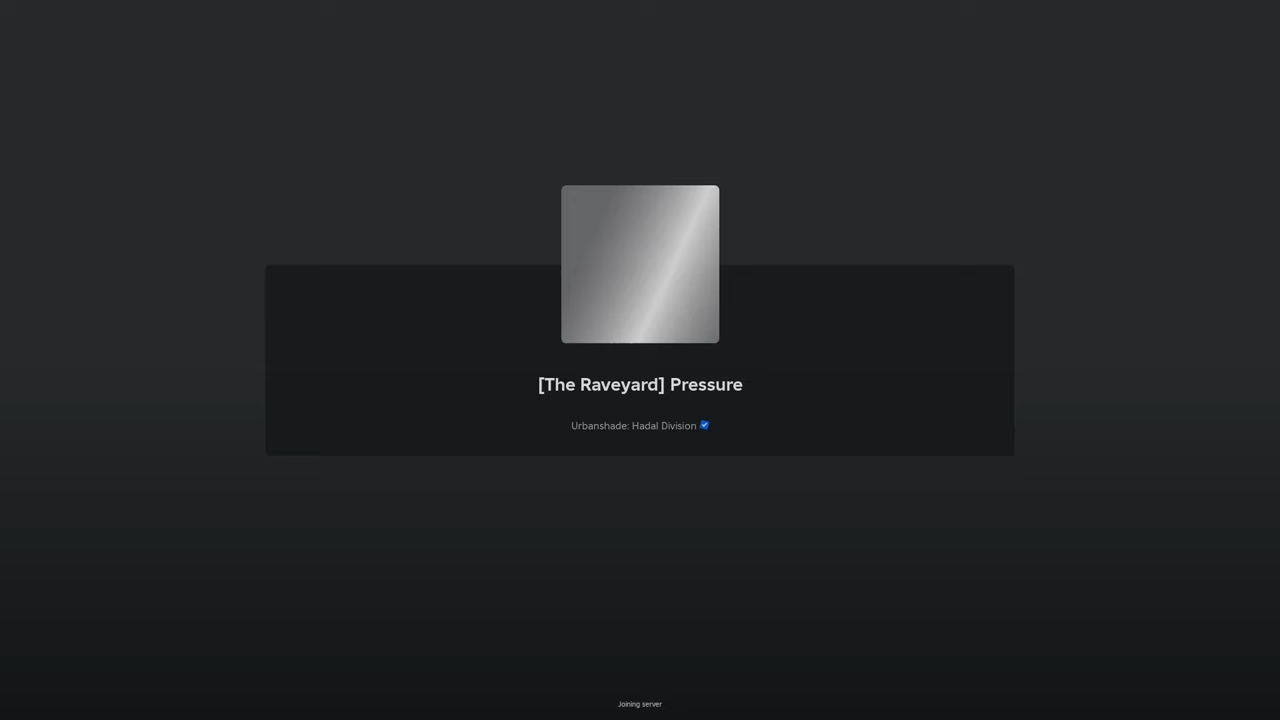 [The Raveyard] Pressure
Urbanshade: Hadal Division
Joining server